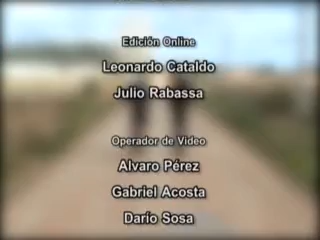 Edición Online
Leonardo Cataldo
Julio Rabassa
Operador de Video
Alvaro Pérez
Gabriel Acosta
Darío Sosa